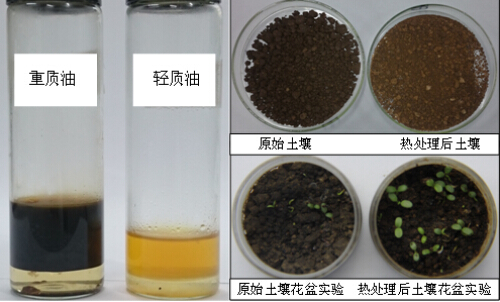 重质油
轻质油
原始土壤
热处理后土壤
原始土壤花盆实验
热处理后土壤花盆实验